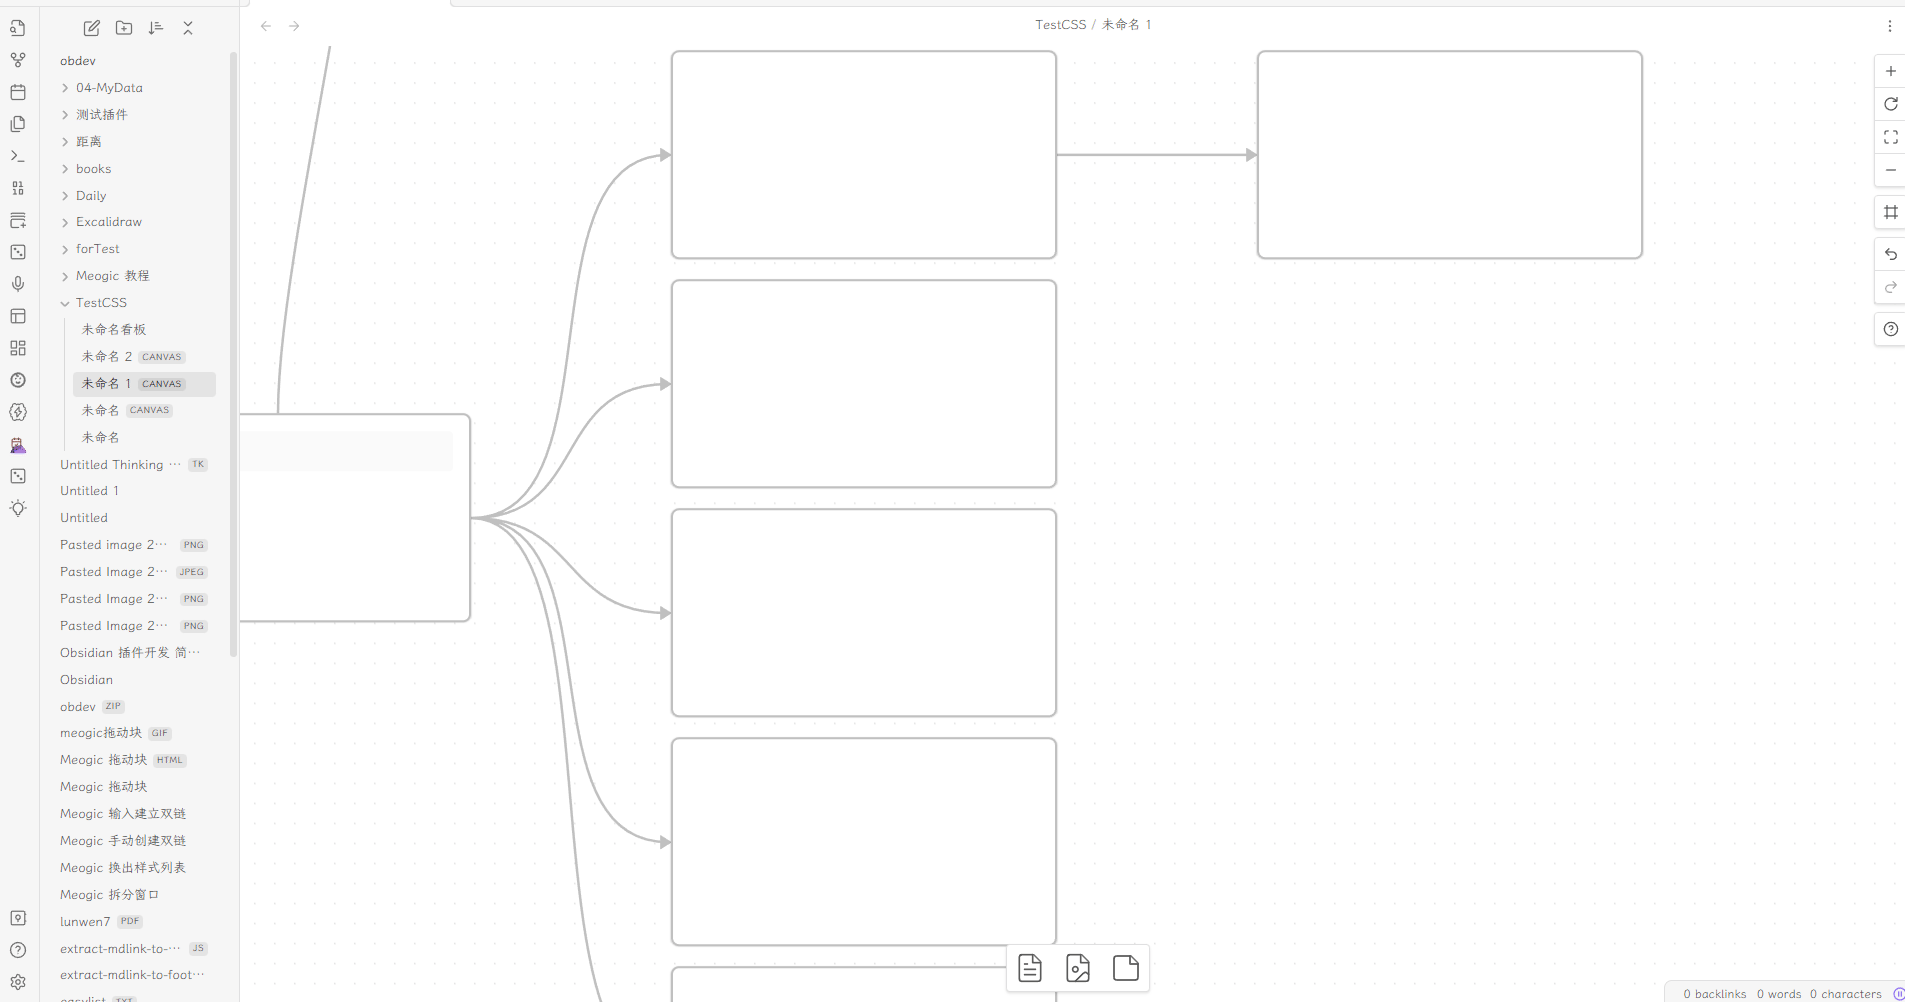 TestCSS / 未命名 1
obdev
04-MyData
测试插件
距离
books
Daily
Excalidraw
forTest
Meogic 教程
TestCSS
未命名看板
未命名 2 CANVAS
未命名 1 CANVAS
未命名 CANVAS
未命名
Untitled Thinking ··· TK
Untitled 1
Untitled
Pasted image 2··· PNG
Pasted Image 2··· JPEG
Pasted Image 2··· PNG
Pasted Image 2··· PNG
Obsidian 插件开发 简···
Obsidian
obdev ZIP
meogic拖动块 GIF
Meogic 拖动块 HTML
Meogic 拖动块
Meogic 输入建立双链
Meogic 手动创建双链
Meogic 换出样式列表
Meogic 拆分窗口
lunwen7 PDF
extract-mdlink-to-··· JS
extract-mdlink-to-foot···
easylist TXT
0 backlinks 0 words 0 characters